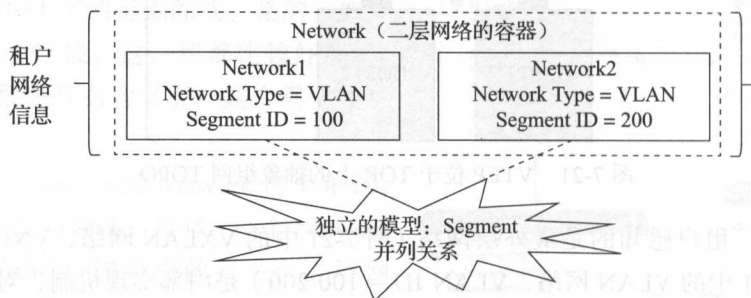 Network（二层网络的容器）
租户
网络
信息
Network1
Network Type = VLAN
Segment ID = 100
Network2
Network Type = VLAN
Segment ID = 200
独立的模型：Segment
并列关系